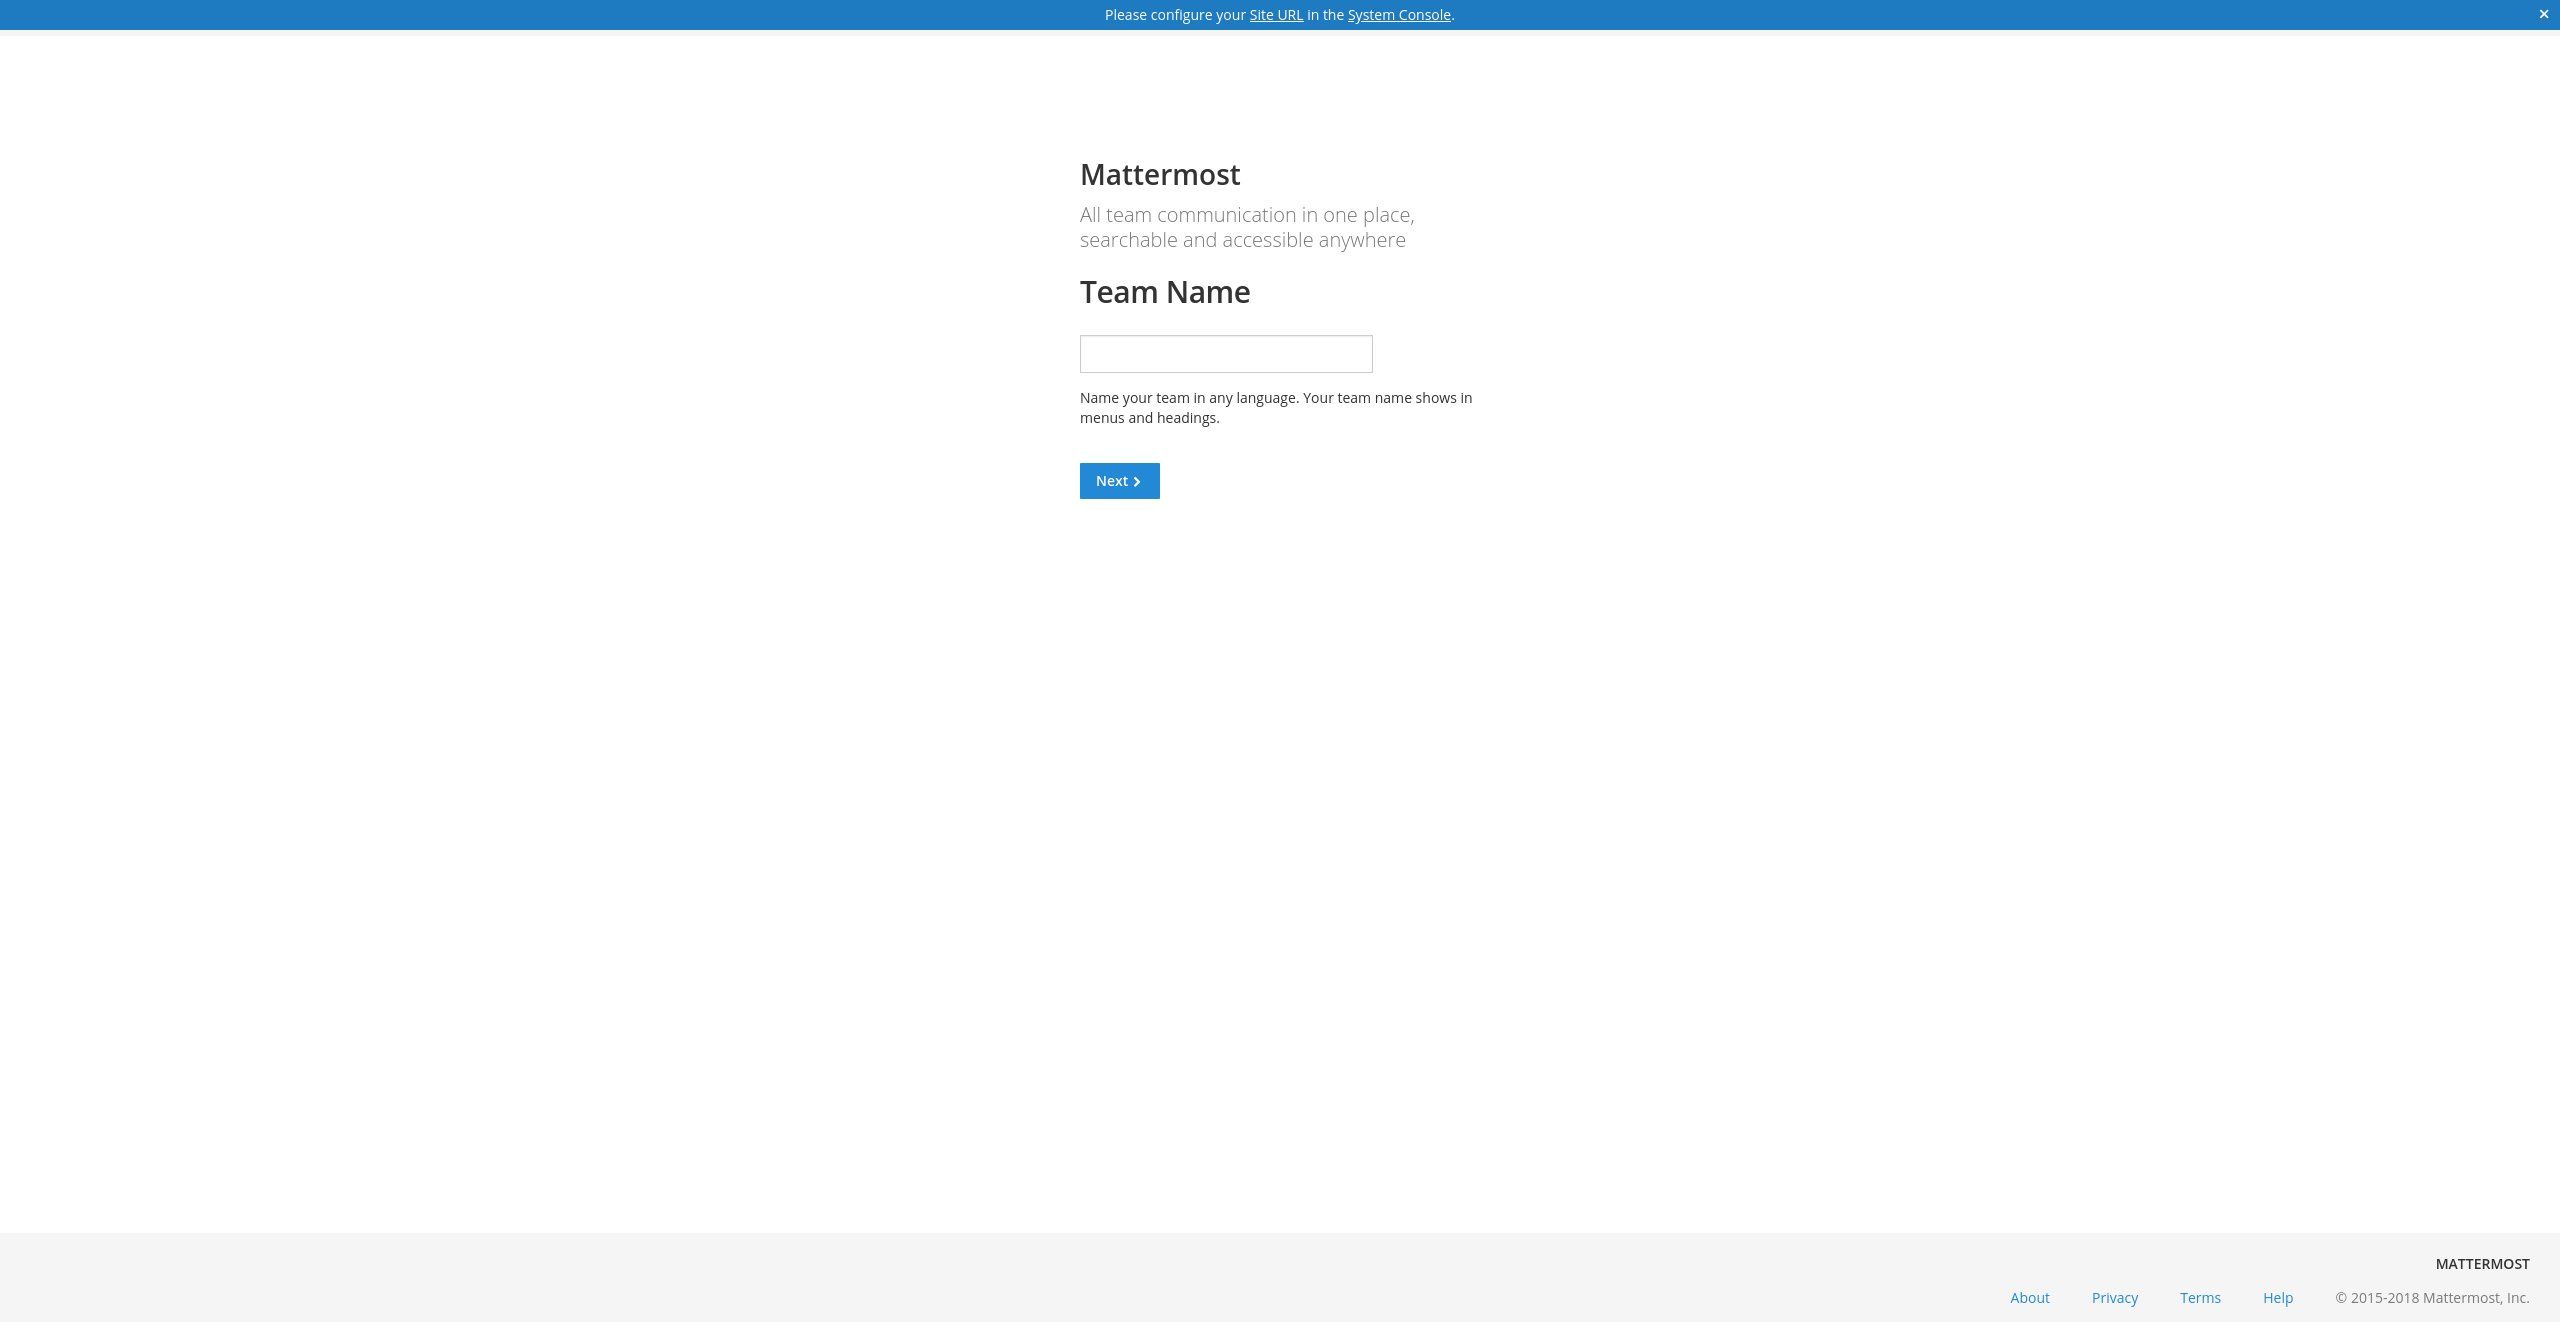 Please configure your Site URL in the System Console.
×
Mattermost
All team communication in one place,
searchable and accessible anywhere
Team Name
Name your team in any language. Your team name shows in
menus and headings.
Next
MATTERMOST
About Privacy Terms Help © 2015-2018 Mattermost, Inc.